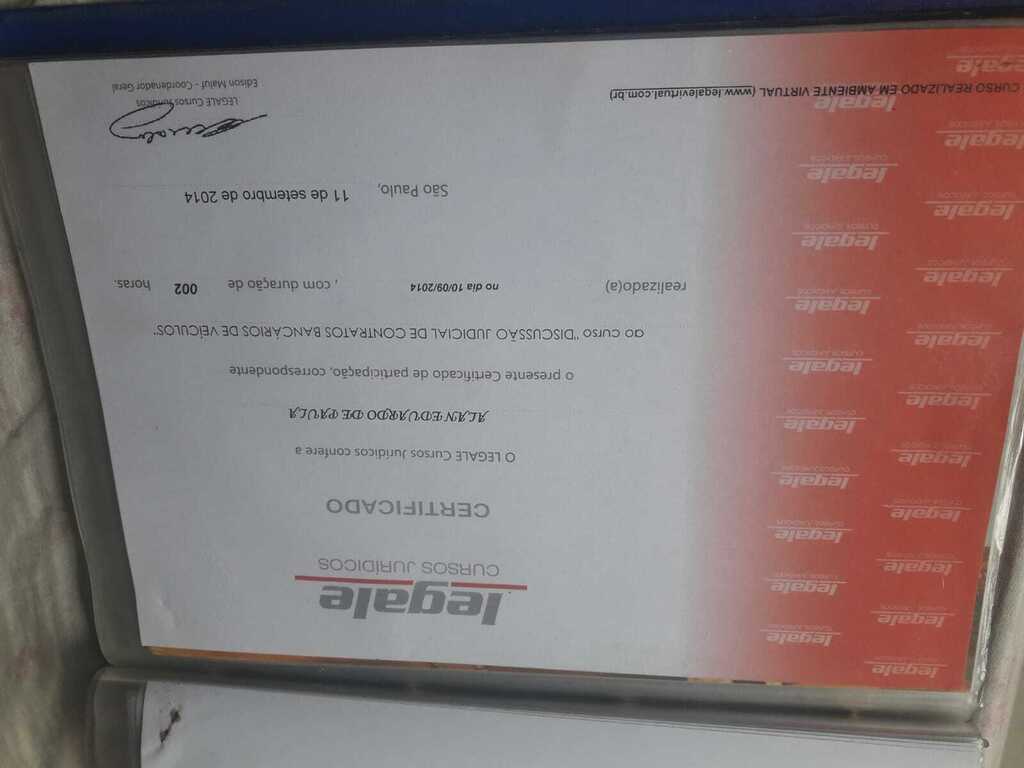 legale
CURSOS JURÍDICOS
CERTIFICADO
O LEGALE Cursos Jurídicos confere a
ALAN EDUARDO DE PAULA
o presente Certificado de participação, correspondente
ao curso "DISCUSSÃO JUDICIAL DE CONTRATOS BANCÁRIOS DE VEÍCULOS"
realizado(a) no dia 10/09/2014 , com duração de 002 horas.
São Paulo, 11 de setembro de 2014
LEGALE Cursos Jurídicos
Edison Maluf - Coordenador Geral
CURSO REALIZADO EM AMBIENTE VIRTUAL (www.legalevirtual.com.br)